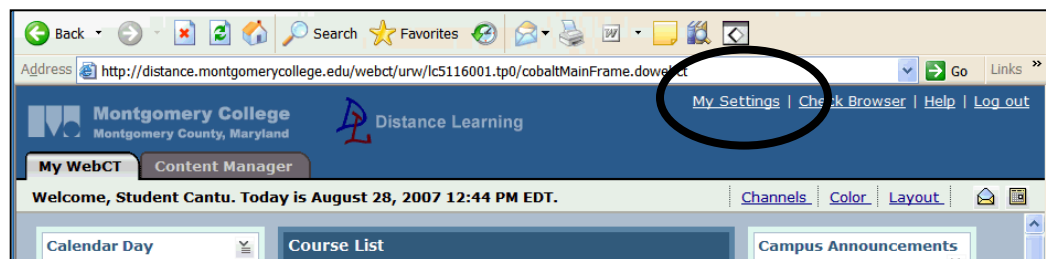 Back Search Favorites
Address http://distance.montgomerycollege.edu/webct/urw/lc5116001.tp0/cobaltMainFrame.dowebct Go Links »
Montgomery College
Montgomery County, Maryland
DL Distance Learning
My Settings | Check Browser | Help | Log out
My WebCT Content Manager
Welcome, Student Cantu. Today is August 28, 2007 12:44 PM EDT.
Channels Color Layout
Calendar Day Course List Campus Announcements